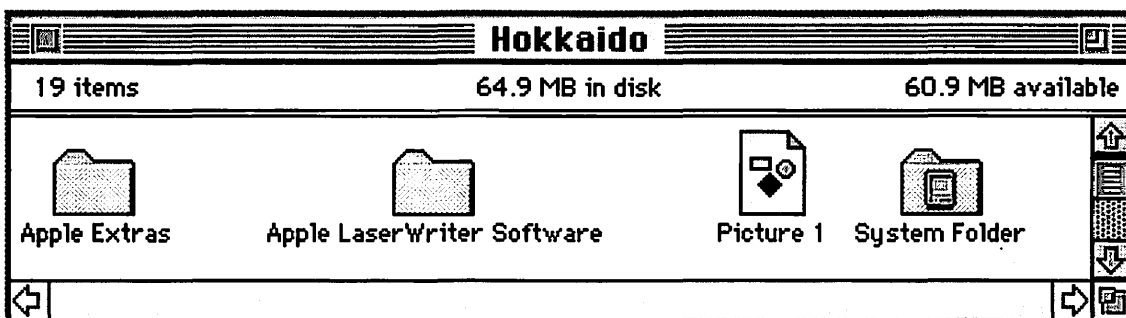 Hokkaido
19 items 64.9 MB in disk 60.9 MB available
Apple Extras Apple LaserWriter Software Picture 1 System Folder